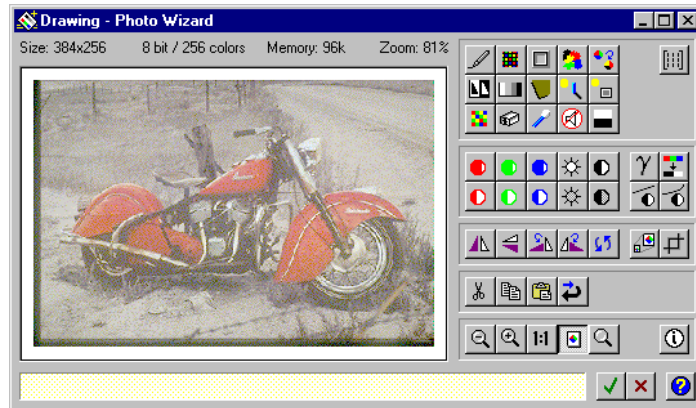 Drawing - Photo Wizard
Size: 384x256 8 bit / 256 colors Memory: 96k Zoom: 81%
γ
1:1